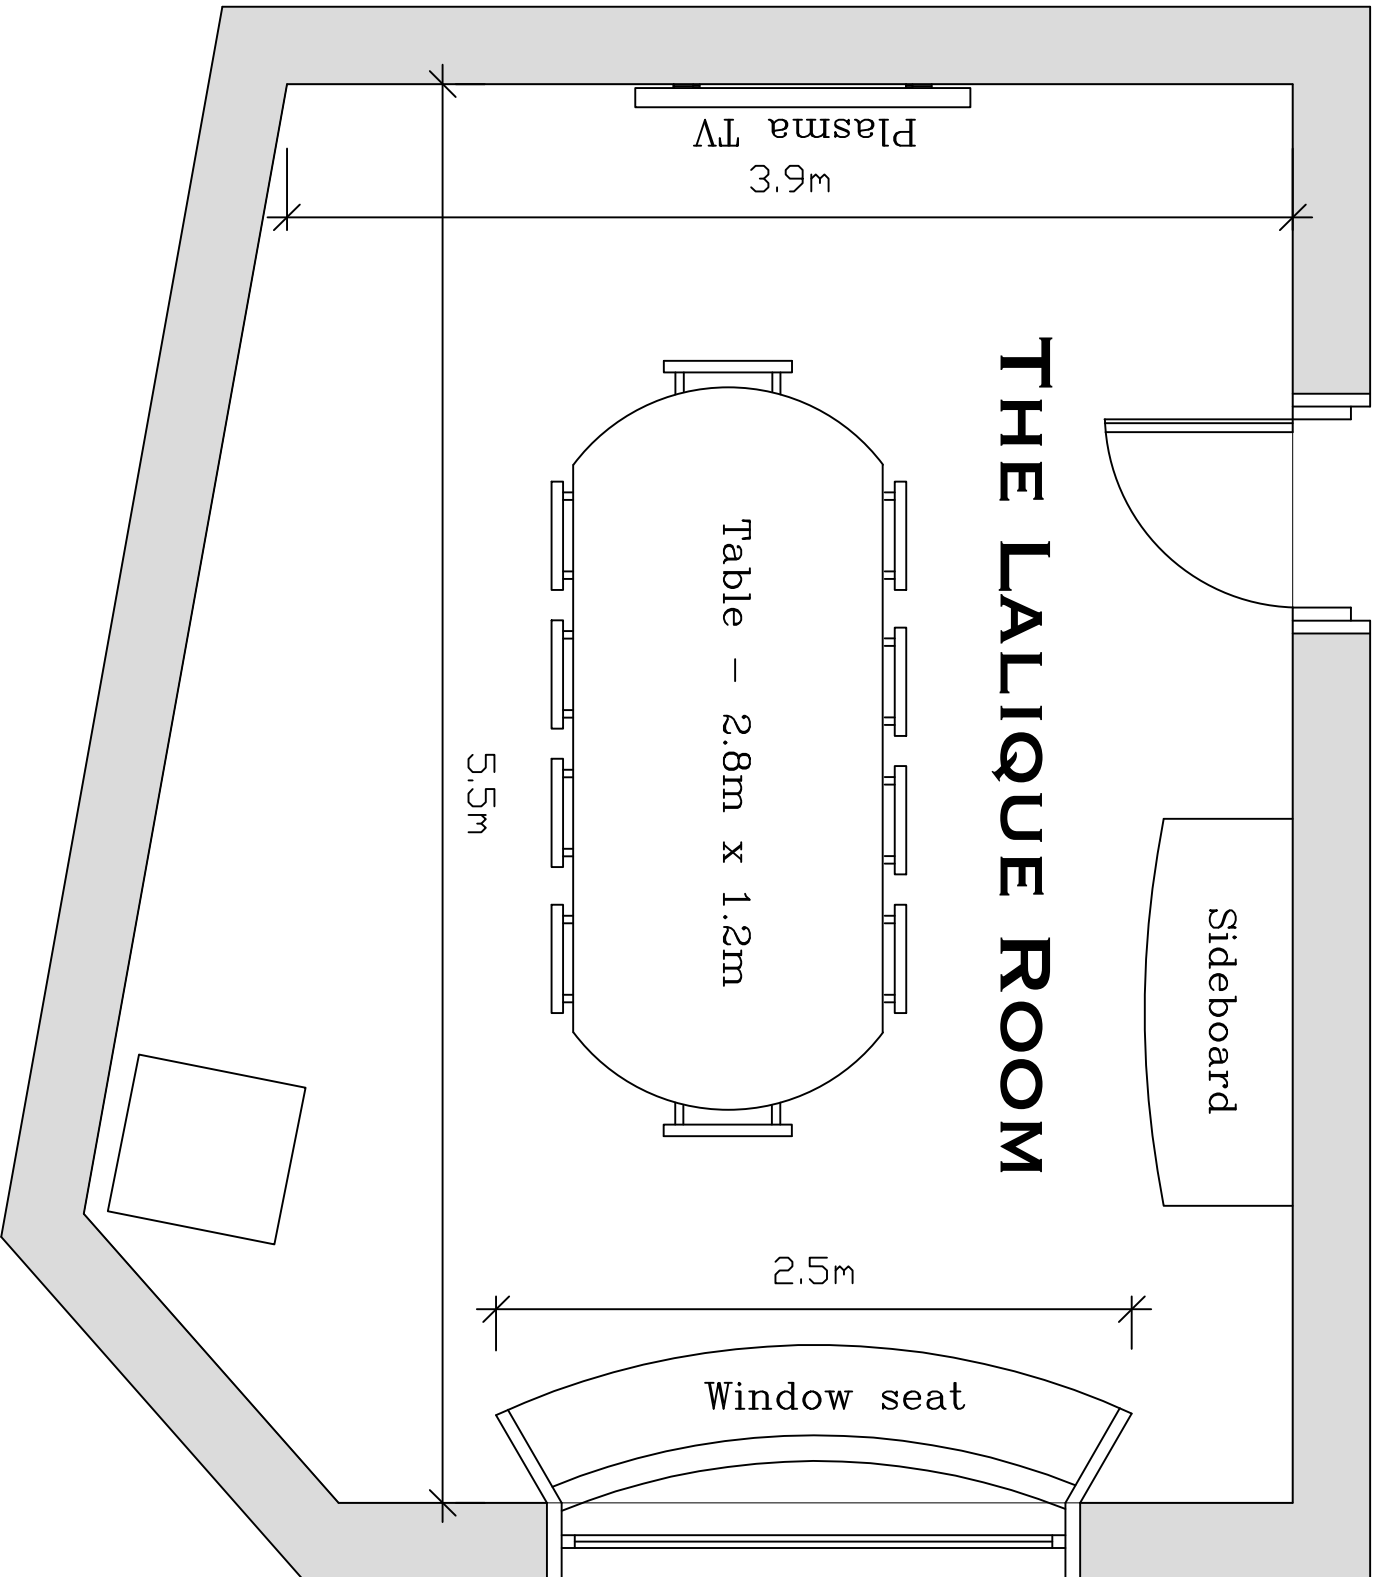 Plasma TV
3.9m
THE LALIQUE ROOM
Table - 2.8m x 1.2m
5.5m
Sideboard
2.5m
Window seat